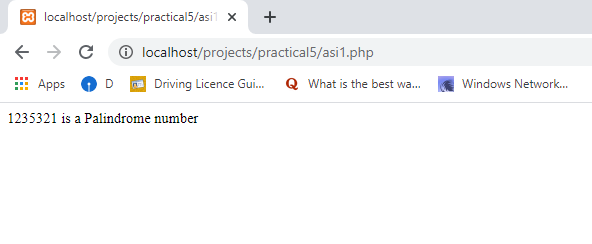 localhost/projects/practical5/asi1
localhost/projects/practical5/asi1.php
Apps D Driving Licence Gui... What is the best wa... Windows Network...
1235321 is a Palindrome number